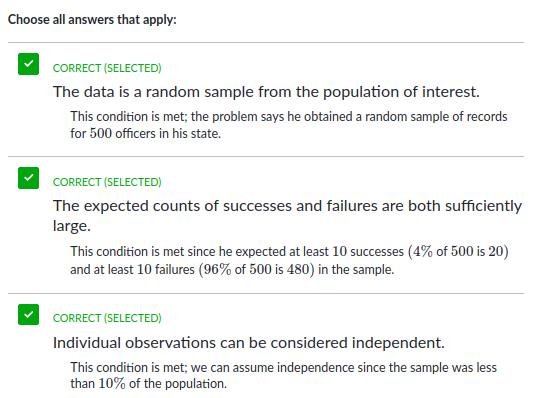 Choose all answers that apply:
CORRECT (SELECTED)
The data is a random sample from the population of interest.
This condition is met; the problem says he obtained a random sample of records
for 500 officers in his state.
CORRECT (SELECTED)
The expected counts of successes and failures are both sufficiently
large.
This condition is met since he expected at least 10 successes (4% of 500 is 20)
and at least 10 failures (96% of 500 is 480) in the sample.
CORRECT (SELECTED)
Individual observations can be considered independent.
This condition is met; we can assume independence since the sample was less
than 10% of the population.